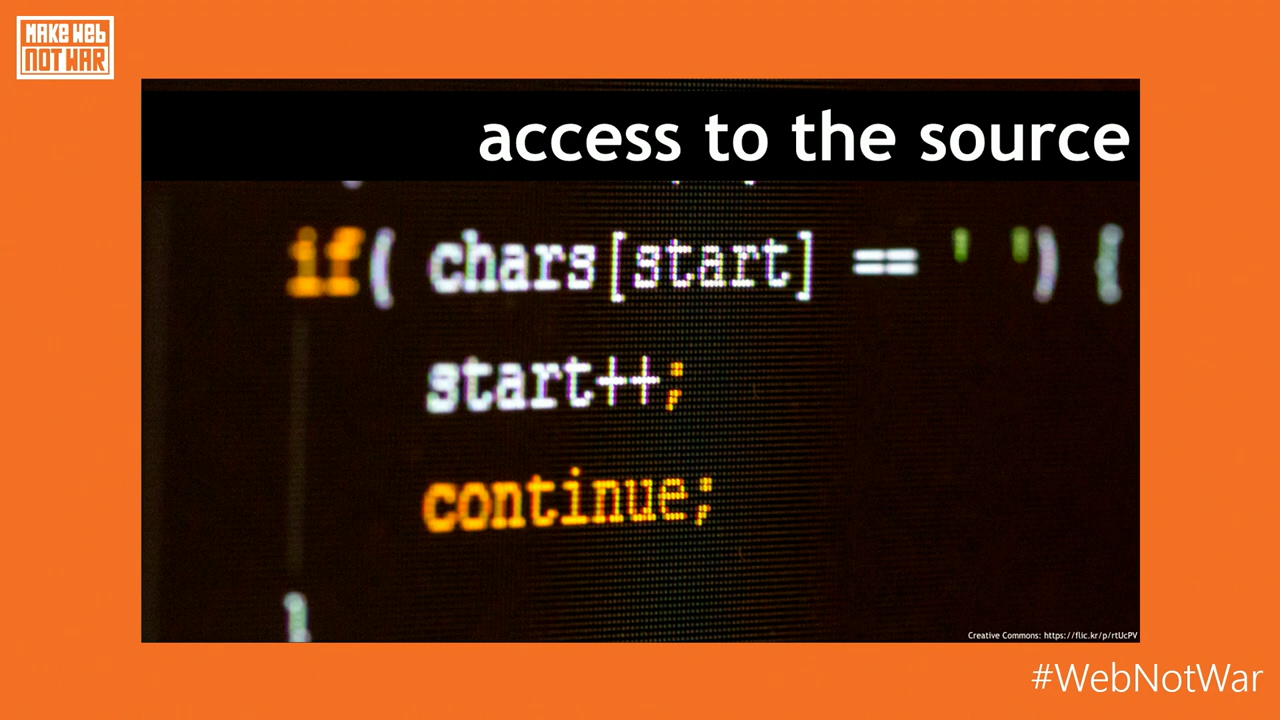 MAKE WEB
NOT WAR
access to the source
if( chars[start] == ' ') {
start++;
continue;
}
Creative Commons: https://flic.kr/p/rtUcPV
#WebNotWar